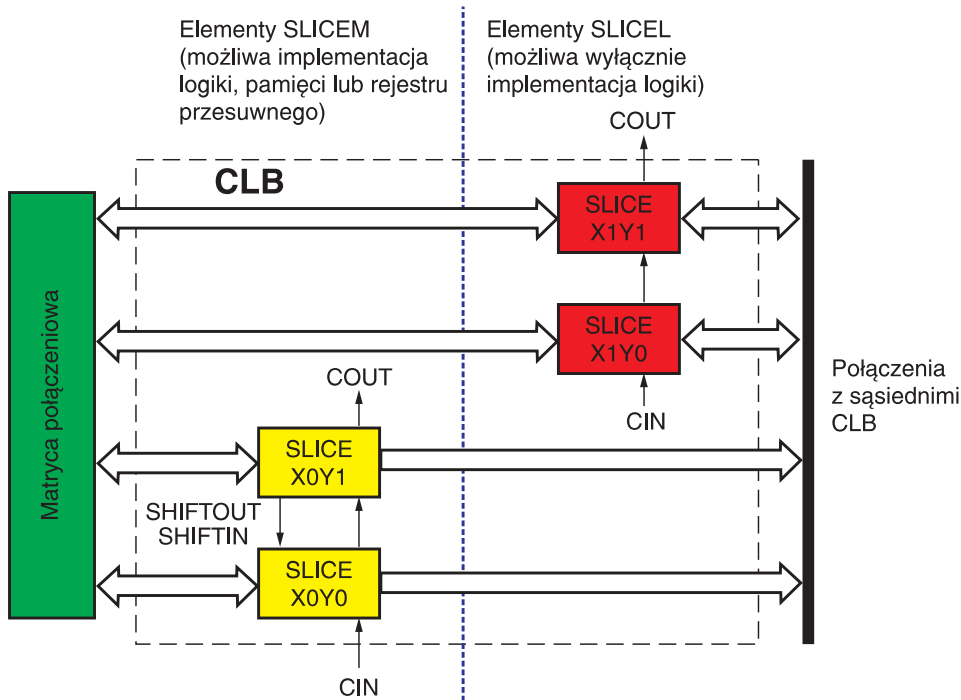 Elementy SLICEM
(możliwa implementacja
logiki, pamięci lub rejestru
przesuwnego)
Elementy SLICEL
(możliwa wyłącznie
implementacja logiki)
COUT
CLB
SLICE
X1Y1
SLICE
X1Y0
CIN
COUT
SLICE
X0Y1
SHIFTOUT
SHIFTIN
SLICE
X0Y0
CIN
Matryca połączeniowa
Połączenia
z sąsiednimi
CLB